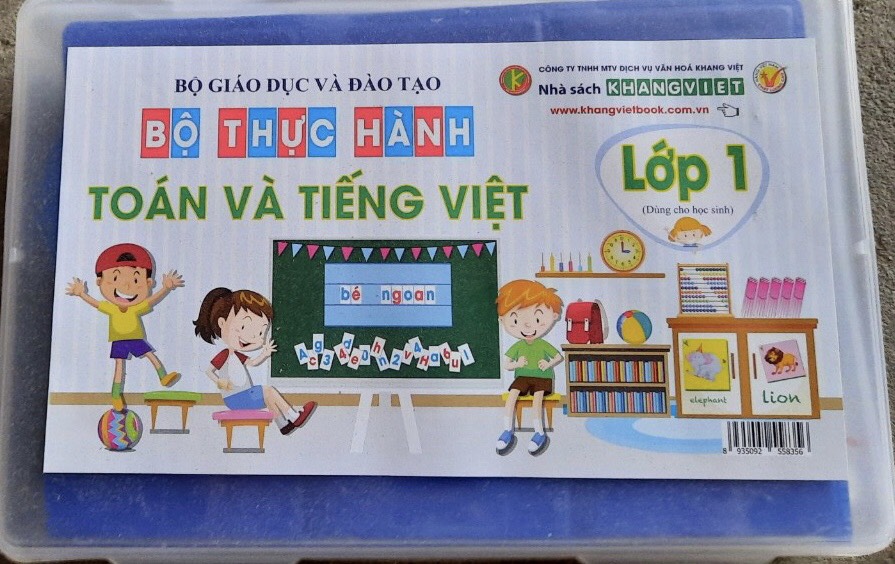 BỘ GIÁO DỤC VÀ ĐÀO TẠO
CÔNG TY TNHH MTV DỊCH VỤ VĂN HOÁ KHANG VIỆT
Nhà sách KHANGVIET
www.khangvietbook.com.vn
BỘ THỰC HÀNH
TOÁN VÀ TIẾNG VIỆT
Lớp 1
(Dùng cho học sinh)
bé ngoan
elephant
Lion
8 935092 558356